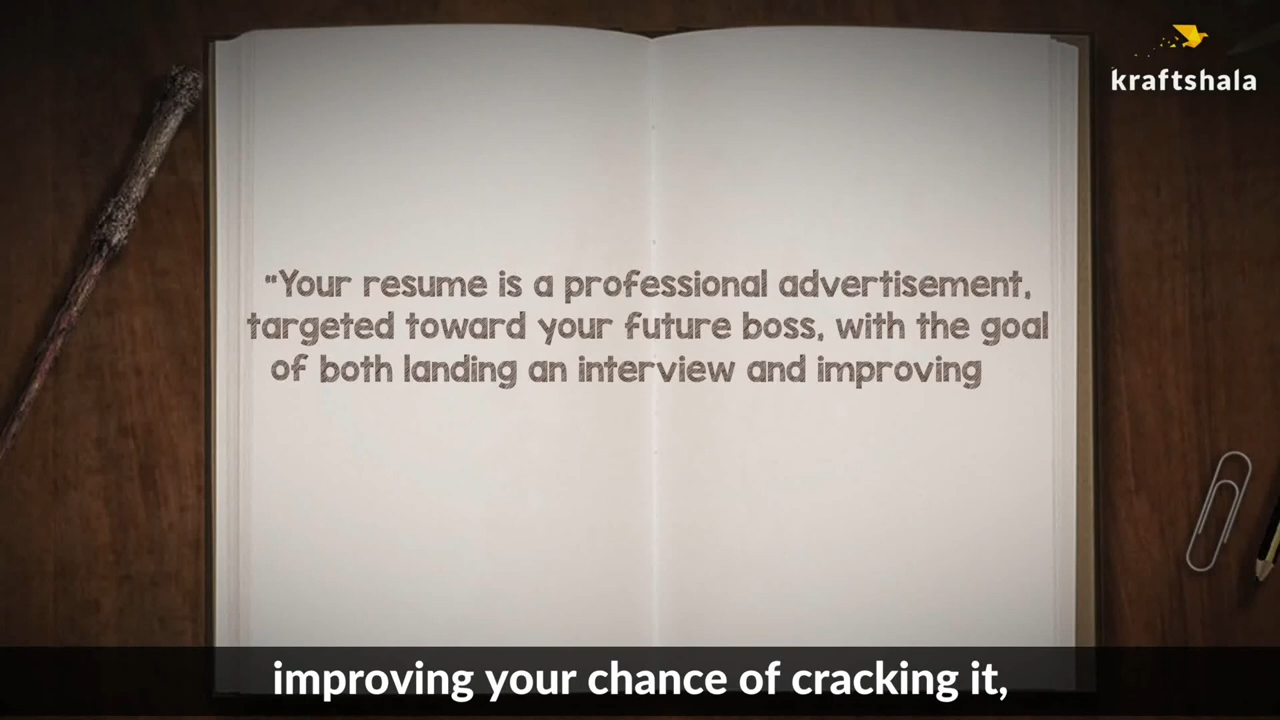 kraftshala
“Your resume is a professional advertisement,
targeted toward your future boss, with the goal
of both landing an interview and improving
improving your chance of cracking it,